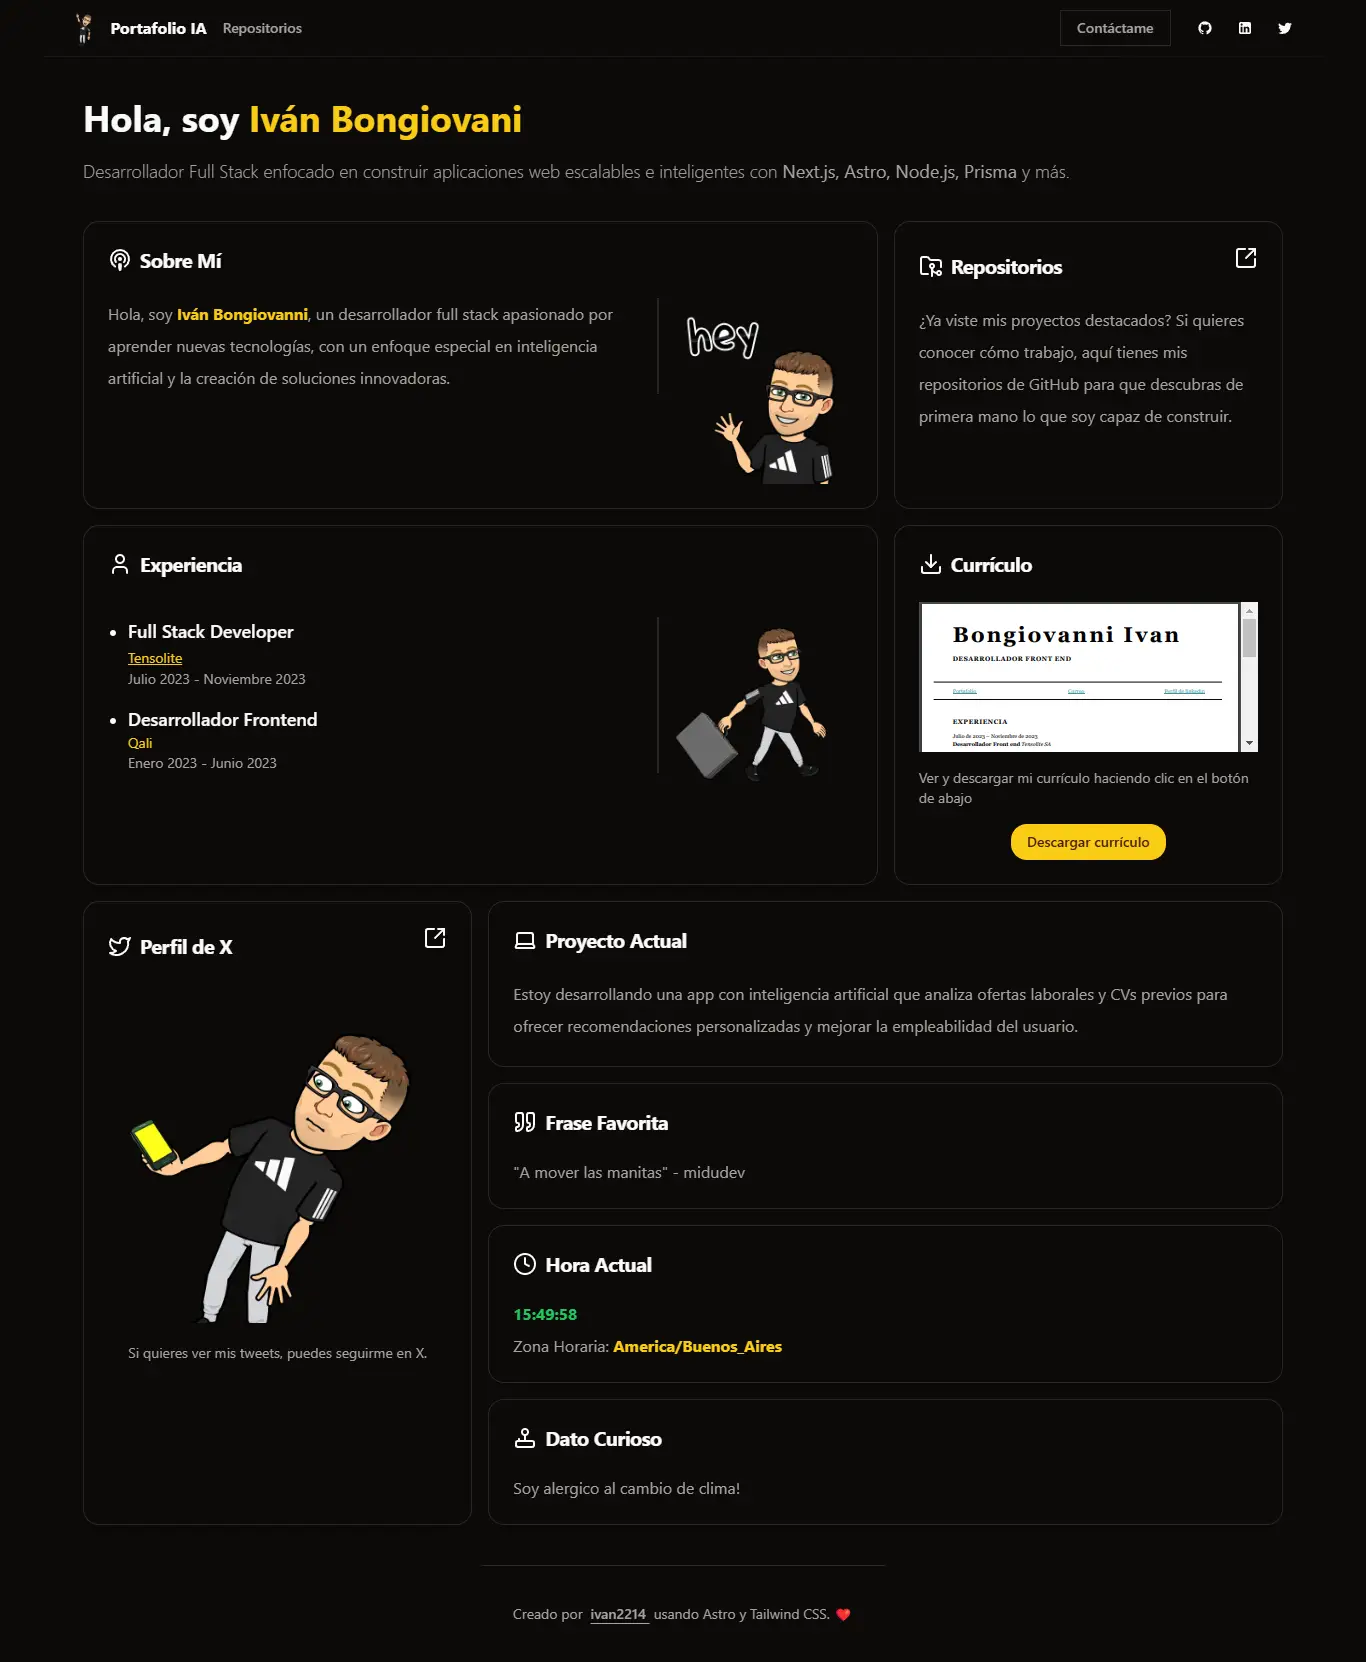 Portafolio IA
Repositorios
Contáctame
Hola, soy Iván Bongiovani
Desarrollador Full Stack enfocado en construir aplicaciones web escalables e inteligentes con Next.js, Astro, Node.js, Prisma y más.
Sobre Mí
Hola, soy Iván Bongiovanni, un desarrollador full stack apasionado por
aprender nuevas tecnologías, con un enfoque especial en inteligencia
artificial y la creación de soluciones innovadoras.
hey
Repositorios
¿Ya viste mis proyectos destacados? Si quieres
conocer cómo trabajo, aquí tienes mis
repositorios de GitHub para que descubras de
primera mano lo que soy capaz de construir.
Experiencia
Full Stack Developer
Tensolite
Julio 2023 - Noviembre 2023
Desarrollador Frontend
Qali
Enero 2023 - Junio 2023
Currículo
Bongiovanni Ivan
DESARROLLADOR FRONT END
Portafolio
Correo
Perfil de linkedin
EXPERIENCIA
Julio de 2023 – Noviembre de 2023
Desarrollador Front end Tensolite SA
Ver y descargar mi currículo haciendo clic en el botón
de abajo
Descargar currículo
Perfil de X
Si quieres ver mis tweets, puedes seguirme en X.
Proyecto Actual
Estoy desarrollando una app con inteligencia artificial que analiza ofertas laborales y CVs previos para
ofrecer recomendaciones personalizadas y mejorar la empleabilidad del usuario.
Frase Favorita
"A mover las manitas" - midudev
Hora Actual
15:49:58
Zona Horaria: America/Buenos_Aires
Dato Curioso
Soy alergico al cambio de clima!
Creado por ivan2214 usando Astro y Tailwind CSS. ❤️